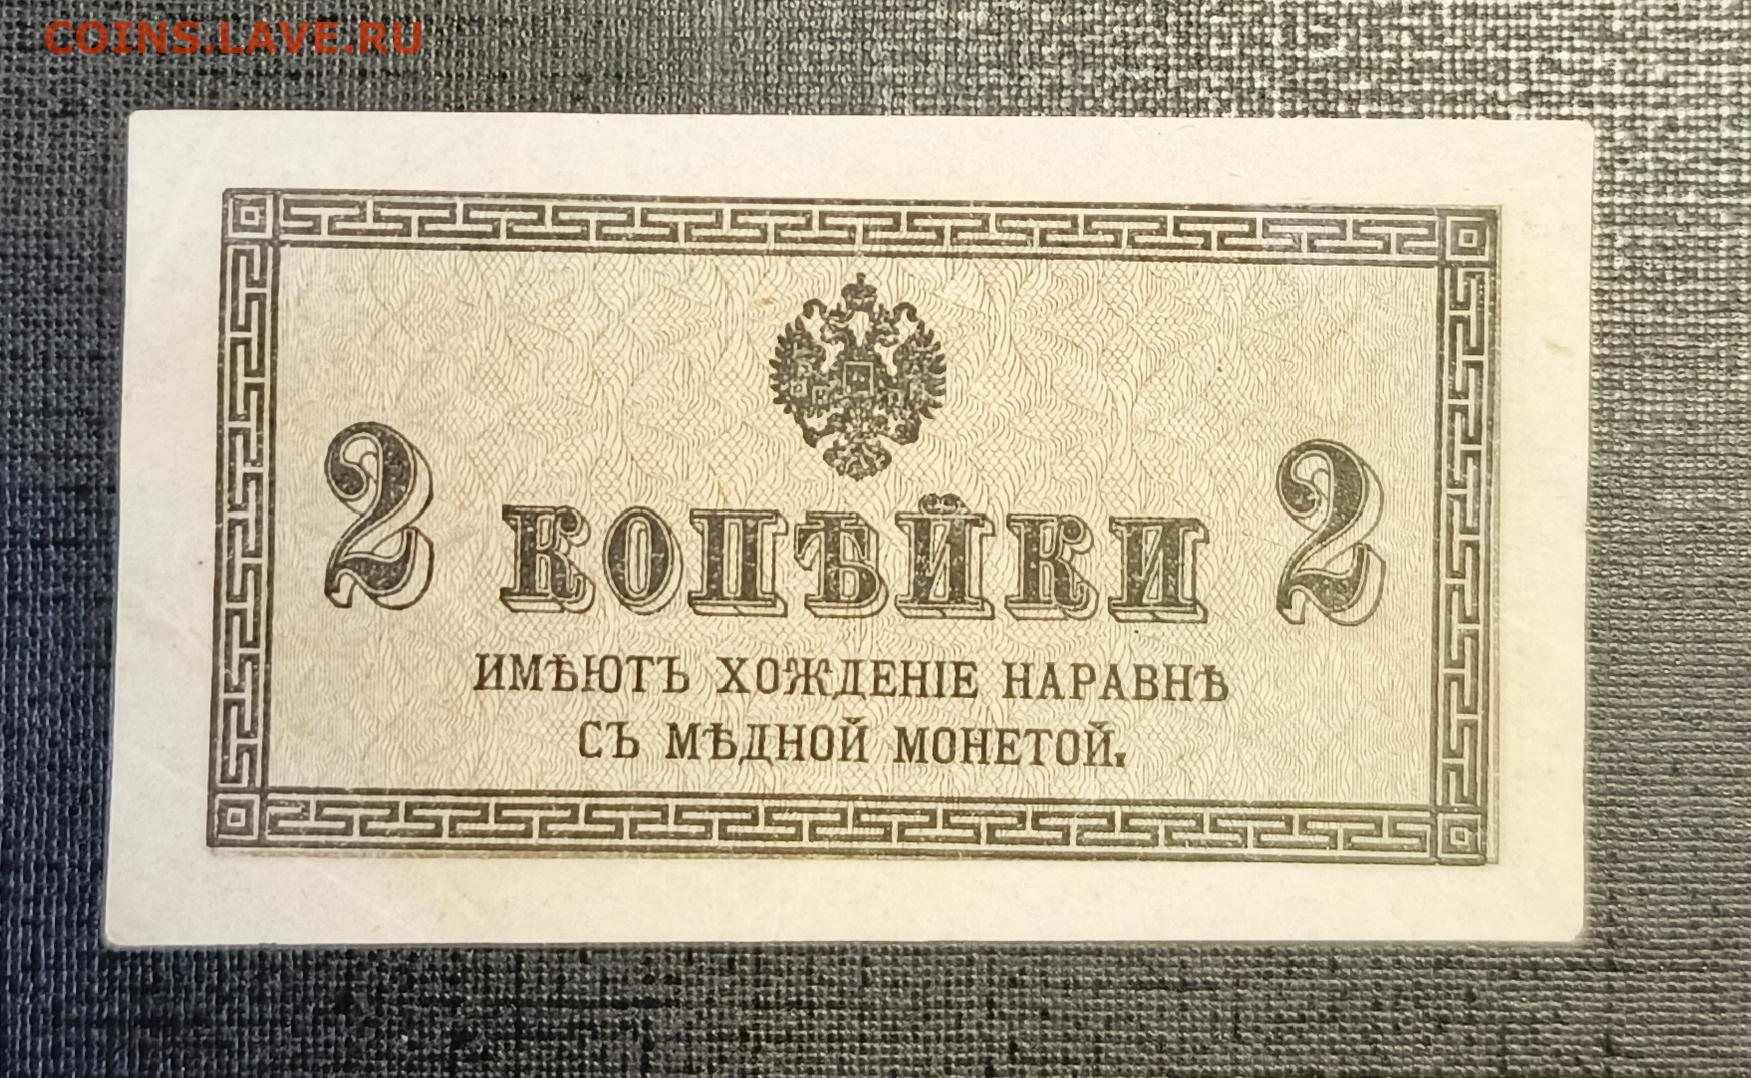 COINS.LAVE.RU
2 КОПѢЙКИ 2
ИМѢЮТЪ ХОЖДЕНІЕ НАРАВНѢ
СЪ МѢДНОЙ МОНЕТОЙ.